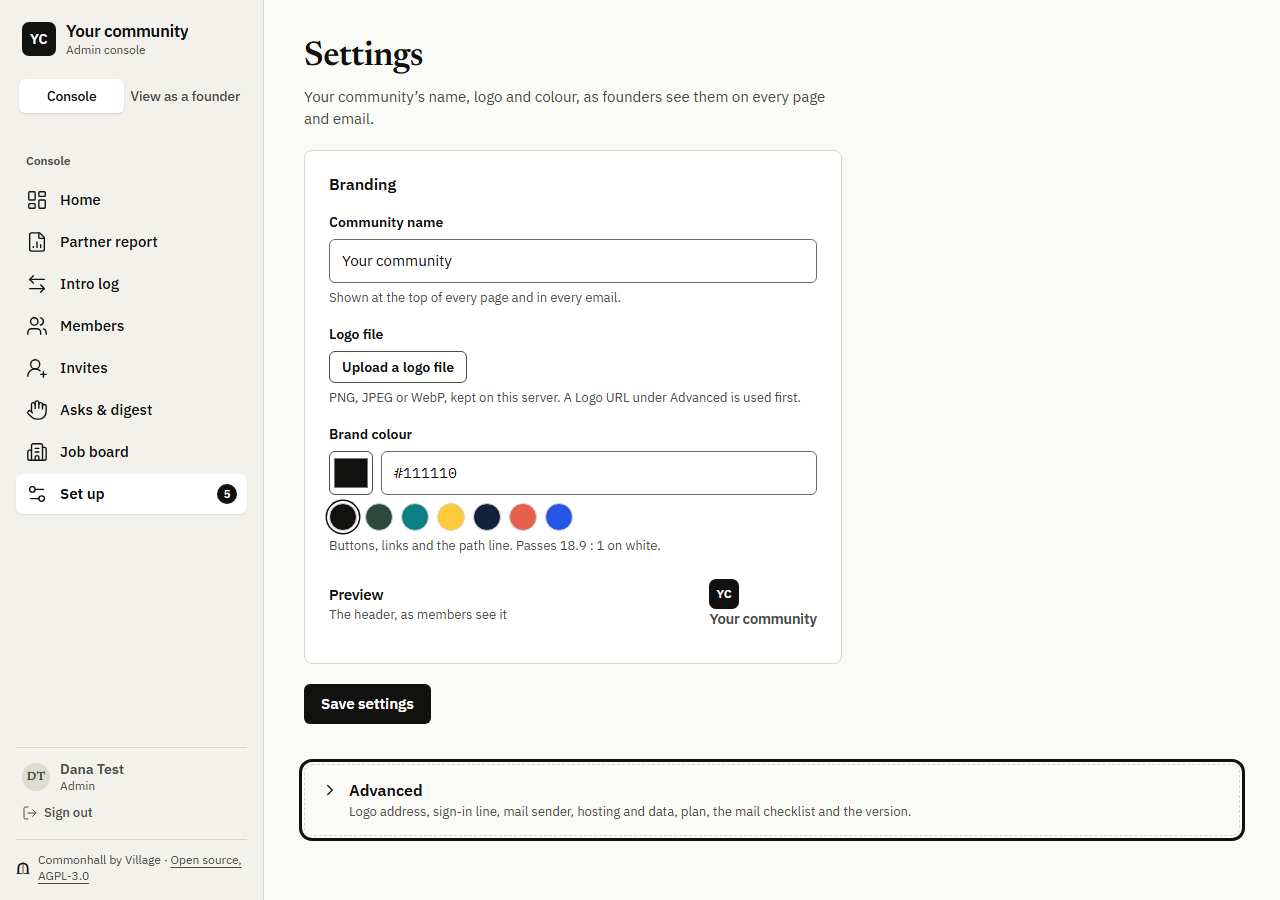 YC
Your community
Admin console
Console
View as a founder
Console
Home
Partner report
Intro log
Members
Invites
Asks & digest
Job board
Set up
5
DT
Dana Test
Admin
Sign out
Commonhall by Village · Open source,
AGPL-3.0
Settings
Your community’s name, logo and colour, as founders see them on every page
and email.
Branding
Community name
Your community
Shown at the top of every page and in every email.
Logo file
Upload a logo file
PNG, JPEG or WebP, kept on this server. A Logo URL under Advanced is used first.
Brand colour
#111110
Buttons, links and the path line. Passes 18.9 : 1 on white.
Preview
The header, as members see it
YC
Your community
Save settings
Advanced
Logo address, sign-in line, mail sender, hosting and data, plan, the mail checklist and the version.